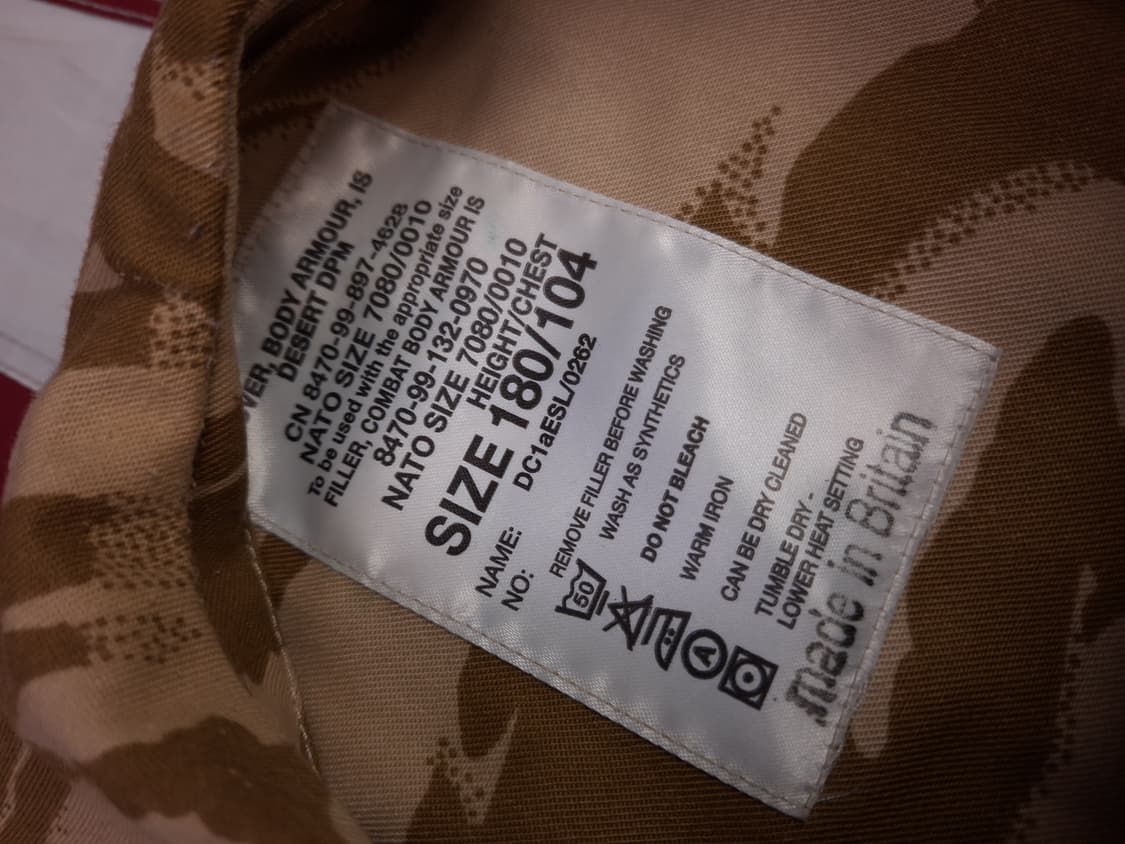 BODY ARMOUR, IS
DESERT DPM
CN 8470-99-897-4628
NATO SIZE 7080/0010
To be used with the appropriate size
FILLER, COMBAT BODY ARMOUR IS
8470-99-132-0970
NATO SIZE 7080/0010
HEIGHT/CHEST
SIZE 180/104
DC1aESL/0262
NAME:
NO:
REMOVE FILLER BEFORE WASHING
50 WASH AS SYNTHETICS
DO NOT BLEACH
WARM IRON
A CAN BE DRY CLEANED
TUMBLE DRY -
LOWER HEAT SETTING
made in Britain